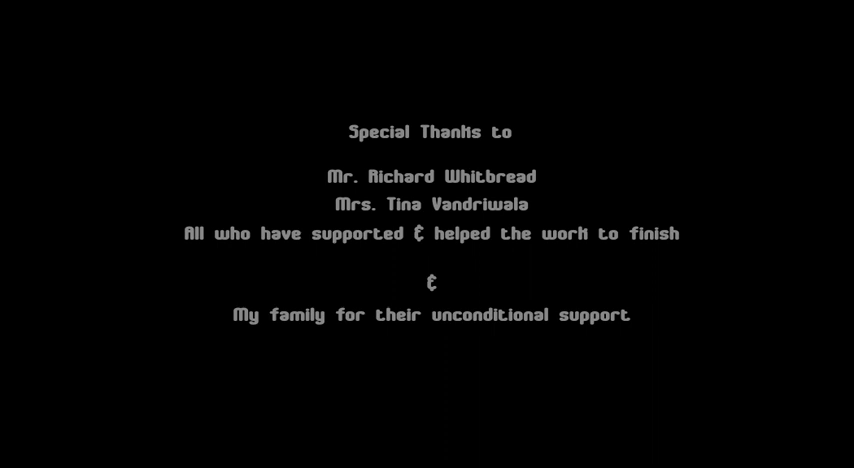 Special Thanks to
Mr. Richard Whitbread
Mrs. Tina Vandriwala
All who have supported & helped the work to finish
&
My family for their unconditional support